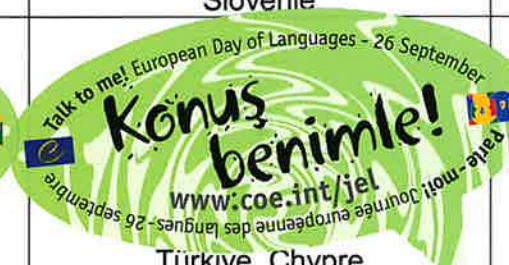 Slovénie
Talk to me! European Day of Languages - 26 September
Konuş
benimle!
www.coe.int/jel
Parle-moi! Journée européenne des langues - 26 septembre
Türkiye, Chypre